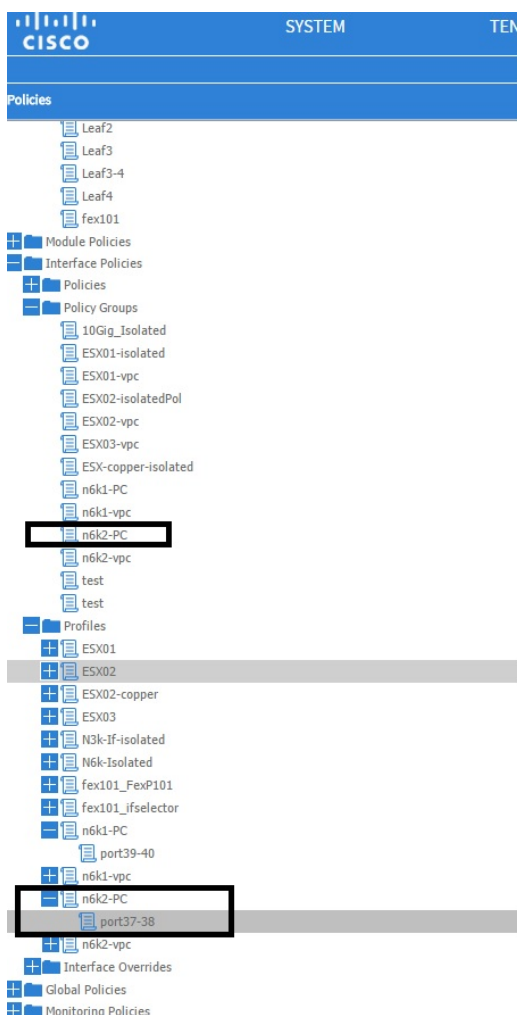 CISCO
SYSTEM
TEN
Policies
Leaf2
Leaf3
Leaf3-4
Leaf4
fex101
Module Policies
Interface Policies
Policies
Policy Groups
10Gig_Isolated
ESX01-isolated
ESX01-vpc
ESX02-isolatedPol
ESX02-vpc
ESX03-vpc
ESX-copper-isolated
n6k1-PC
n6k1-vpc
n6k2-PC
n6k2-vpc
test
test
Profiles
ESX01
ESX02
ESX02-copper
ESX03
N3k-If-isolated
N6k-Isolated
fex101_FexP101
fex101_ifselector
n6k1-PC
port39-40
n6k1-vpc
n6k2-PC
port37-38
n6k2-vpc
Interface Overrides
Global Policies
Monitoring Policies